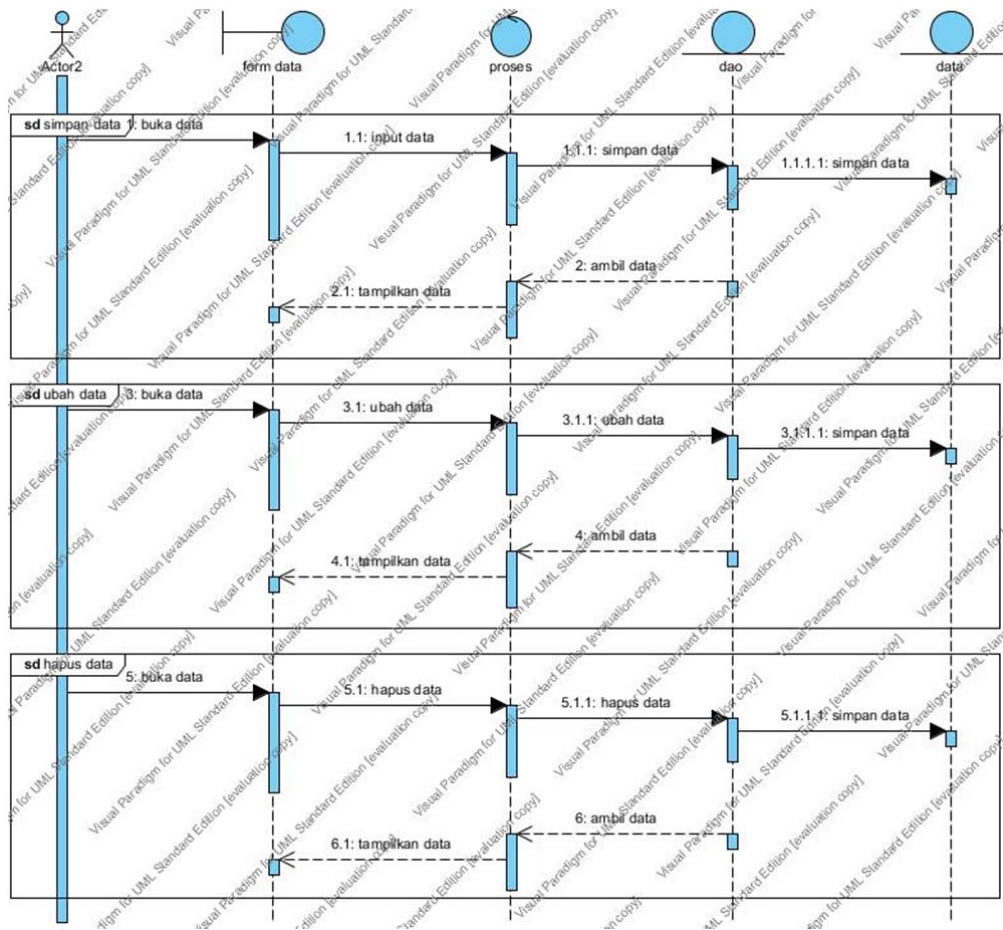 Actor2
form data
proses
dao
data
sd simpan data
1: buka data
1.1: input data
1.1.1: simpan data
1.1.1.1: simpan data
2: ambil data
2.1: tampilkan data
sd ubah data
3: buka data
3.1: ubah data
3.1.1: ubah data
3.1.1.1: simpan data
4: ambil data
4.1: tampilkan data
sd hapus data
5: buka data
5.1: hapus data
5.1.1: hapus data
5.1.1.1: simpan data
6: ambil data
6.1: tampilkan data
Visual Paradigm for UML Standard Edition [evaluation copy]